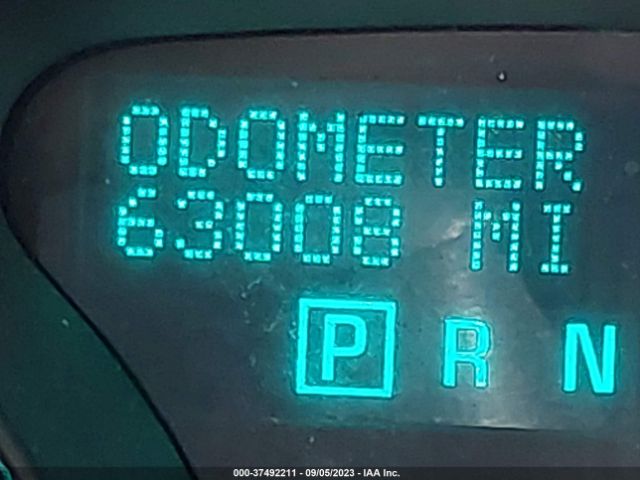 ODOMETER
63008 MI
P R N
000-37492211 - 09/05/2023 - IAA Inc.